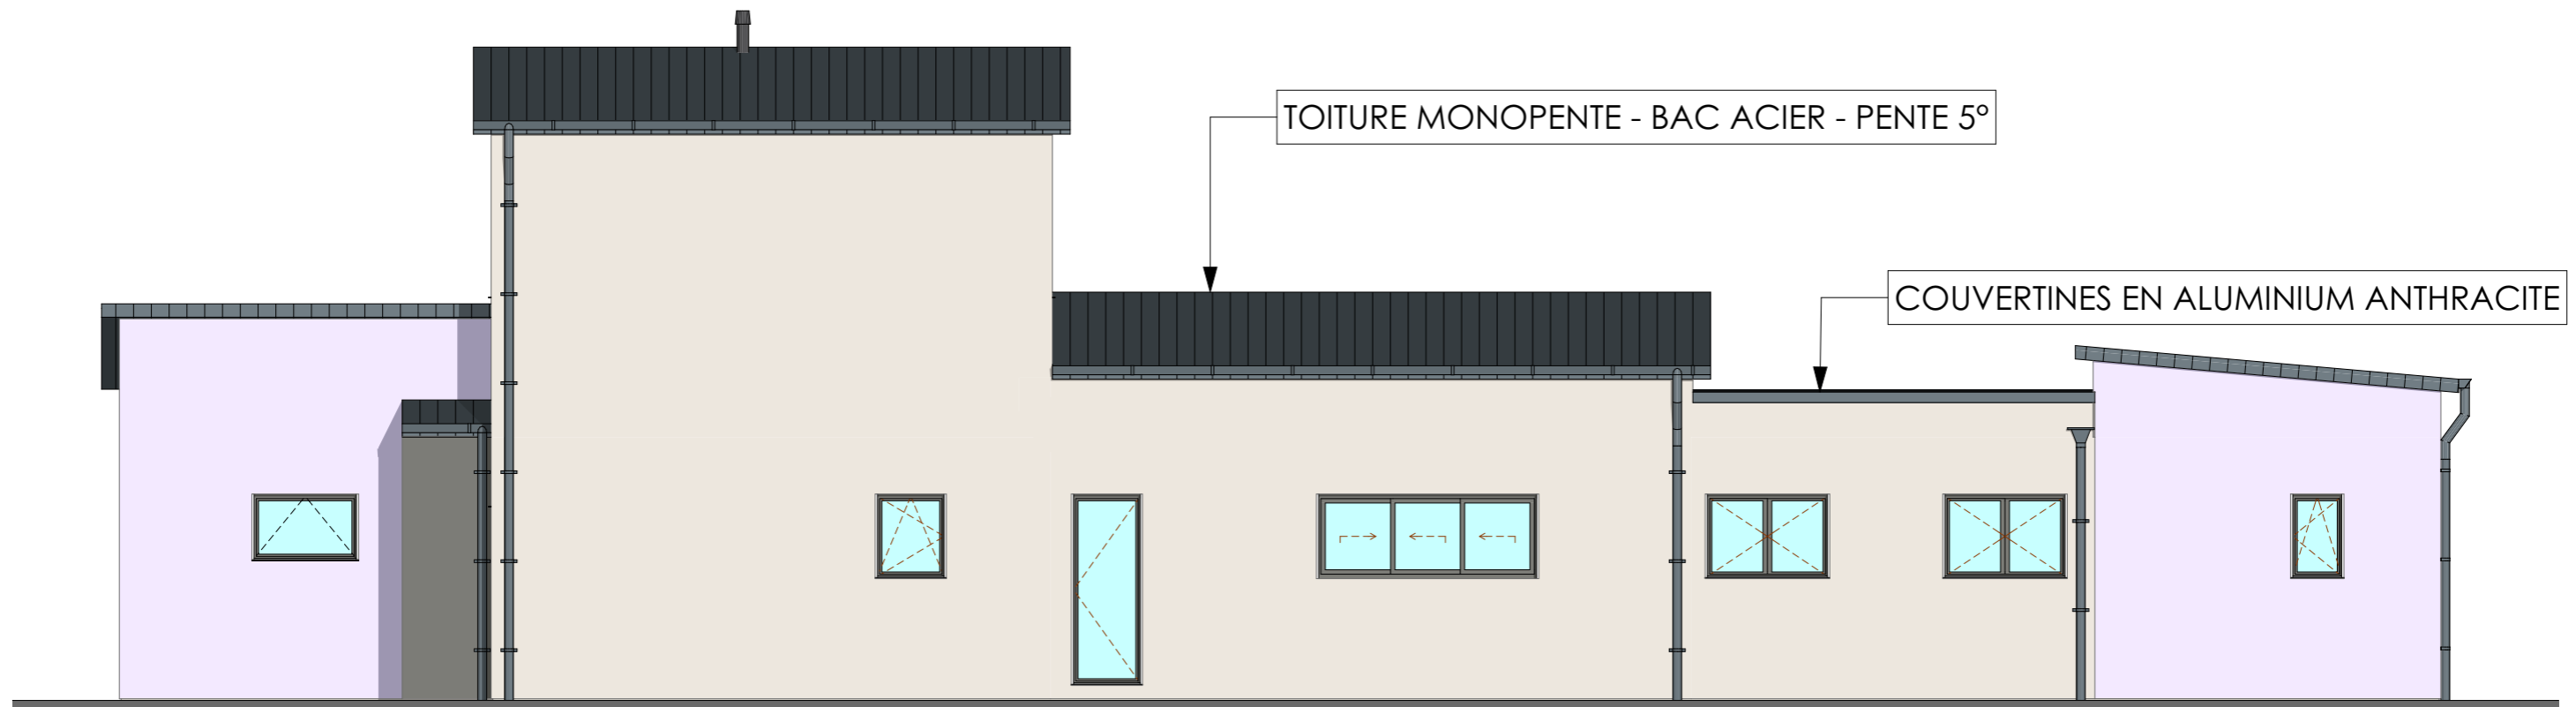 TOITURE MONOPENTE - BAC ACIER - PENTE 5°
COUVERTINES EN ALUMINIUM ANTHRACITE